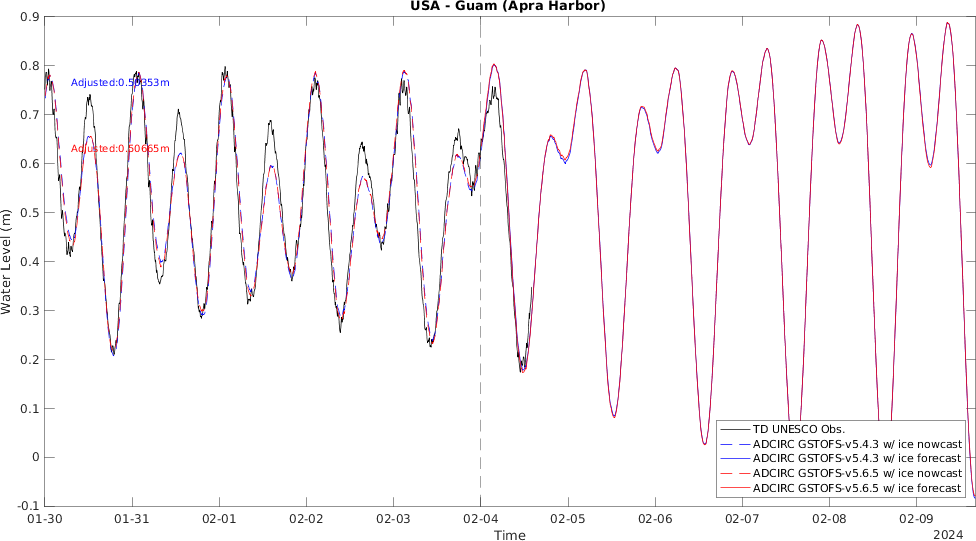 USA - Guam (Apra Harbor)
0.9
0.8
0.7
0.6
0.5
0.4
0.3
0.2
0.1
0
-0.1
Water Level (m)
Adjusted:0.50353m
Adjusted:0.50665m
TD UNESCO Obs.
ADCIRC GSTOFS-v5.4.3 w/ ice nowcast
ADCIRC GSTOFS-v5.4.3 w/ ice forecast
ADCIRC GSTOFS-v5.6.5 w/ ice nowcast
ADCIRC GSTOFS-v5.6.5 w/ ice forecast
01-30 01-31 02-01 02-02 02-03 02-04 02-05 02-06 02-07 02-08 02-09
Time
2024